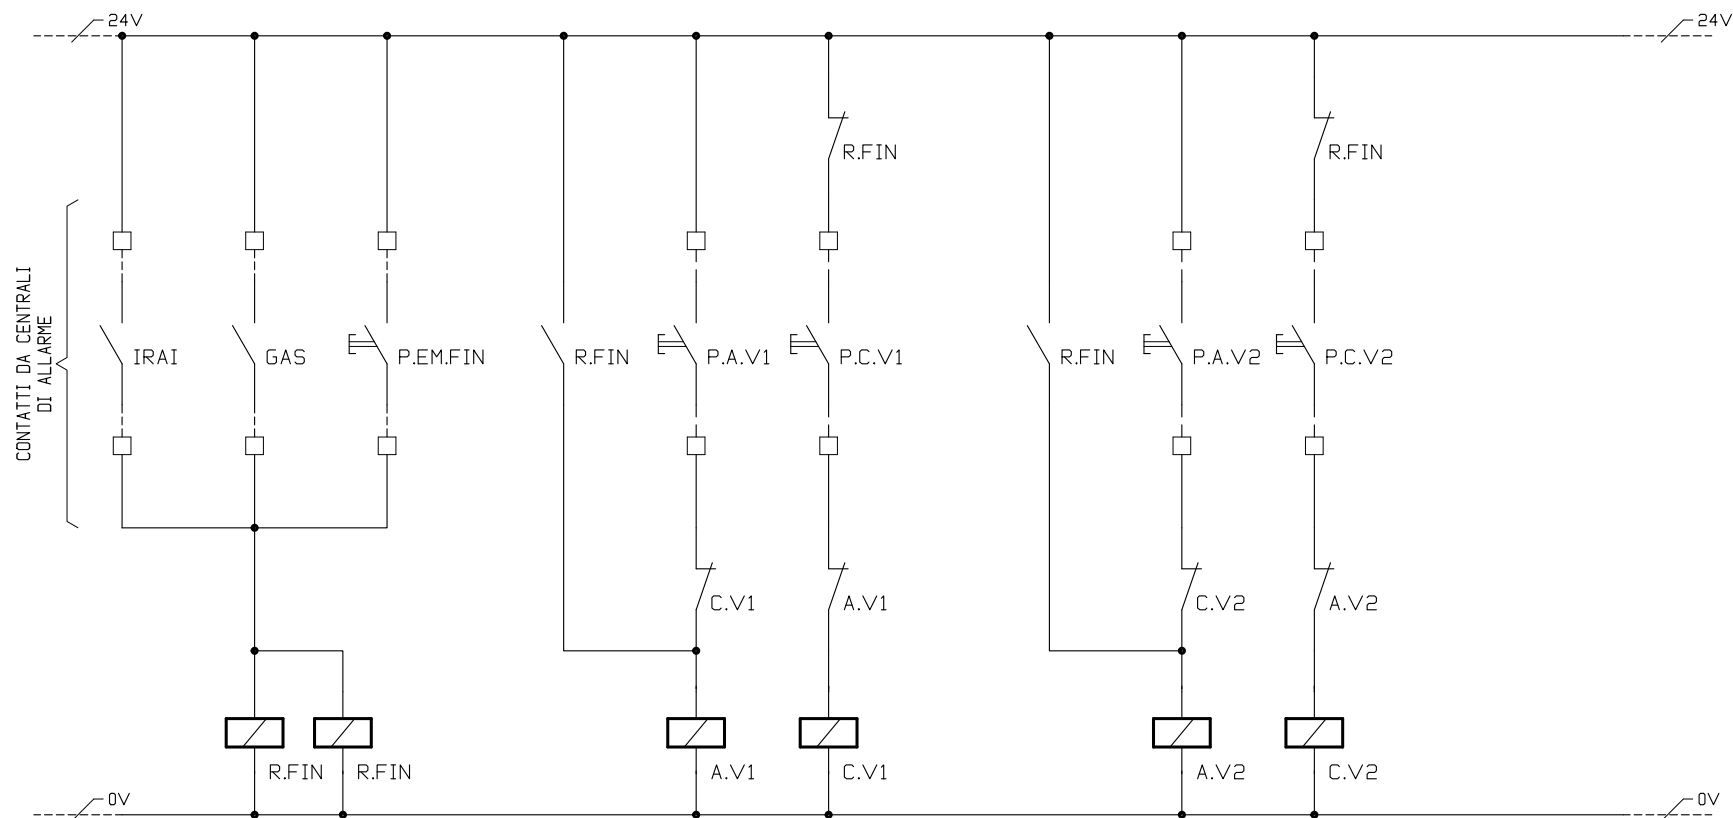 24V
24V
R.FIN
R.FIN
CONTATTI DA CENTRALI
DI ALLARME
IRAI
GAS
P.EM.FIN
R.FIN
P.A.V1
P.C.V1
R.FIN
P.A.V2
P.C.V2
C.V1
A.V1
C.V2
A.V2
R.FIN
R.FIN
A.V1
C.V1
A.V2
C.V2
0V
0V